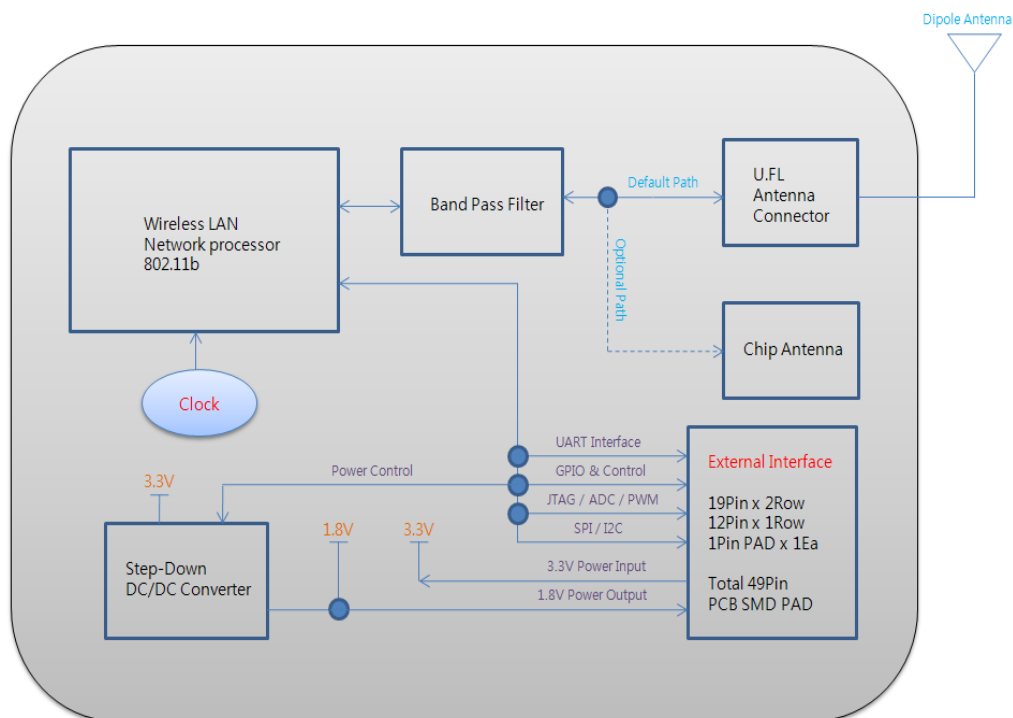 Dipole Antenna
Wireless LAN
Network processor
802.11b
Band Pass Filter
Default Path
U.FL
Antenna
Connector
Optional Path
Chip Antenna
Clock
UART Interface
GPIO & Control
JTAG / ADC / PWM
SPI / I2C
3.3V Power Input
1.8V Power Output
Power Control
3.3V
1.8V
3.3V
Step-Down
DC/DC Converter
External Interface
19Pin x 2Row
12Pin x 1Row
1Pin PAD x 1Ea
Total 49Pin
PCB SMD PAD